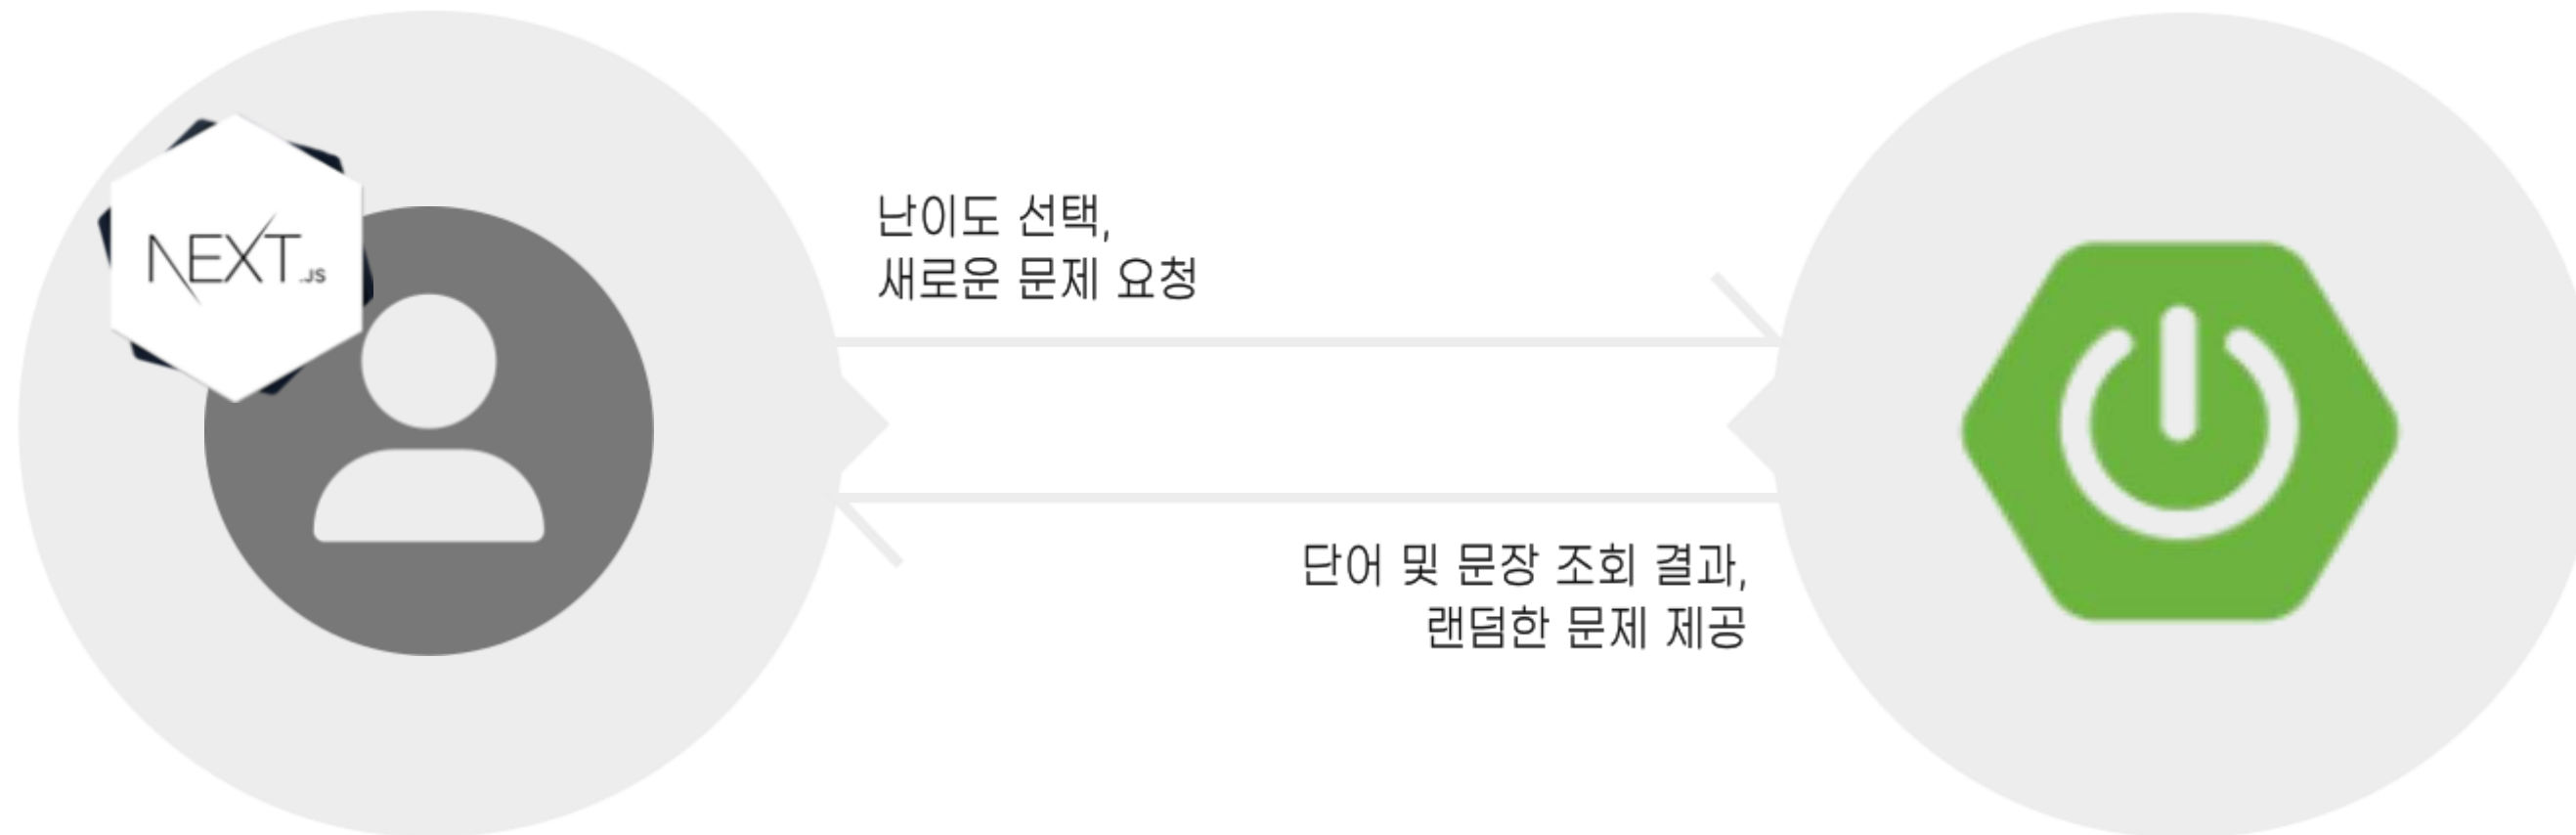 NEXT.JS
난이도 선택,
새로운 문제 요청
단어 및 문장 조회 결과,
랜덤한 문제 제공